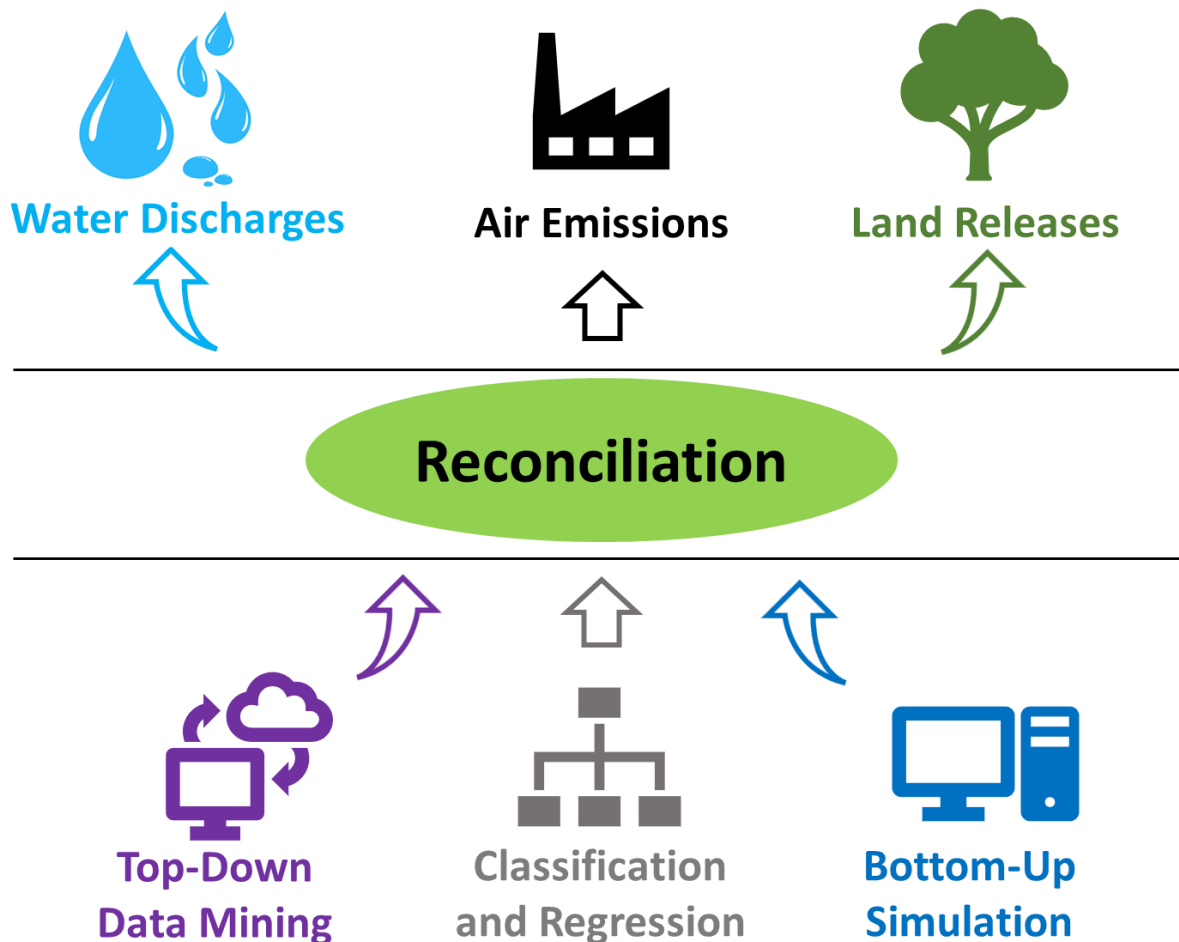 Water Discharges
Air Emissions
Land Releases
Reconciliation
Top-Down
Data Mining
Classification
and Regression
Bottom-Up
Simulation